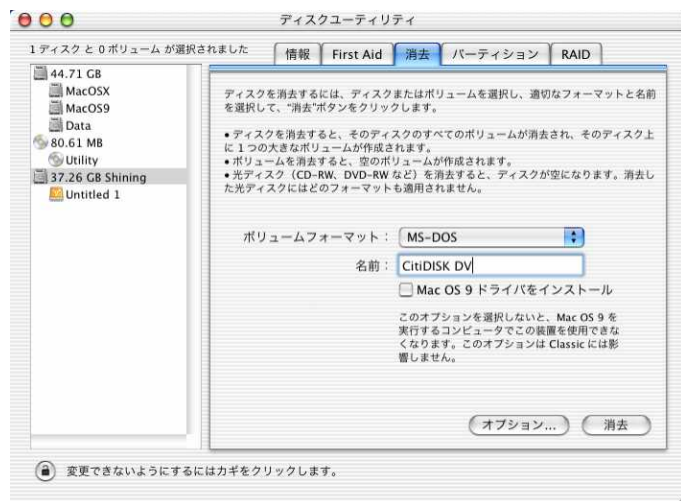 ディスクユーティリティ
1 ディスク と 0 ボリューム が選択されました
情報
First Aid
消去
パーティション
RAID
44.71 GB
MacOSX
MacOS9
Data
80.61 MB
Utility
37.26 GB Shining
Untitled 1
ディスクを消去するには、ディスクまたはボリュームを選択し、適切なフォーマットと名前
を選択して、“消去”ボタンをクリックします。
• ディスクを消去すると、そのディスクのすべてのボリュームが消去され、そのディスク上
に 1 つの大きなボリュームが作成されます。
• ボリュームを消去すると、空のボリュームが作成されます。
• 光ディスク（CD-RW、DVD-RW など）を消去すると、ディスクが空になります。消去し
た光ディスクにはどのフォーマットも適用されません。
ボリュームフォーマット： MS-DOS
名前： CitiDISK DV
Mac OS 9 ドライバをインストール
このオプションを選択しないと、Mac OS 9 を
実行するコンピュータでこの装置を使用できな
くなります。このオプションは Classic には影
響しません。
オプション... 消去
変更できないようにするにはカギをクリックします。